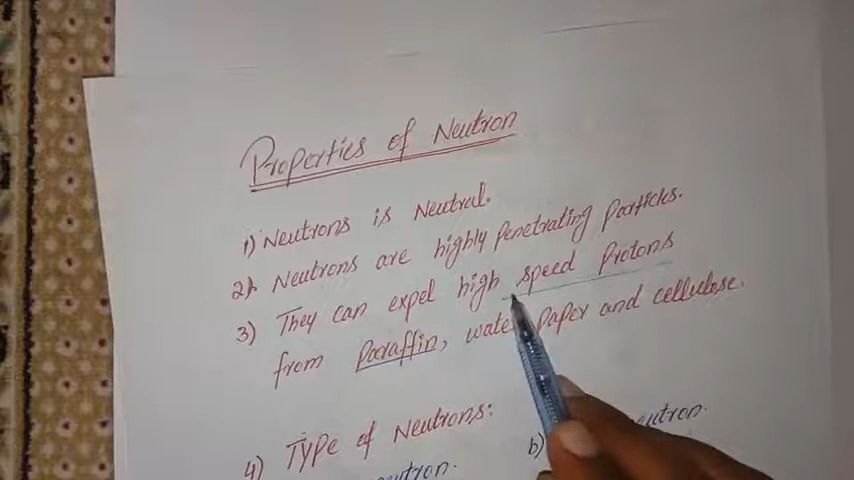 Properties of Neutron
1) Neutrons is Neutral.
2) Neutrons are highly penetrating particles.
3) They can expel high speed Protons
from Paraffin, water paper and cellulose.
4) Type of Neutrons:
b)